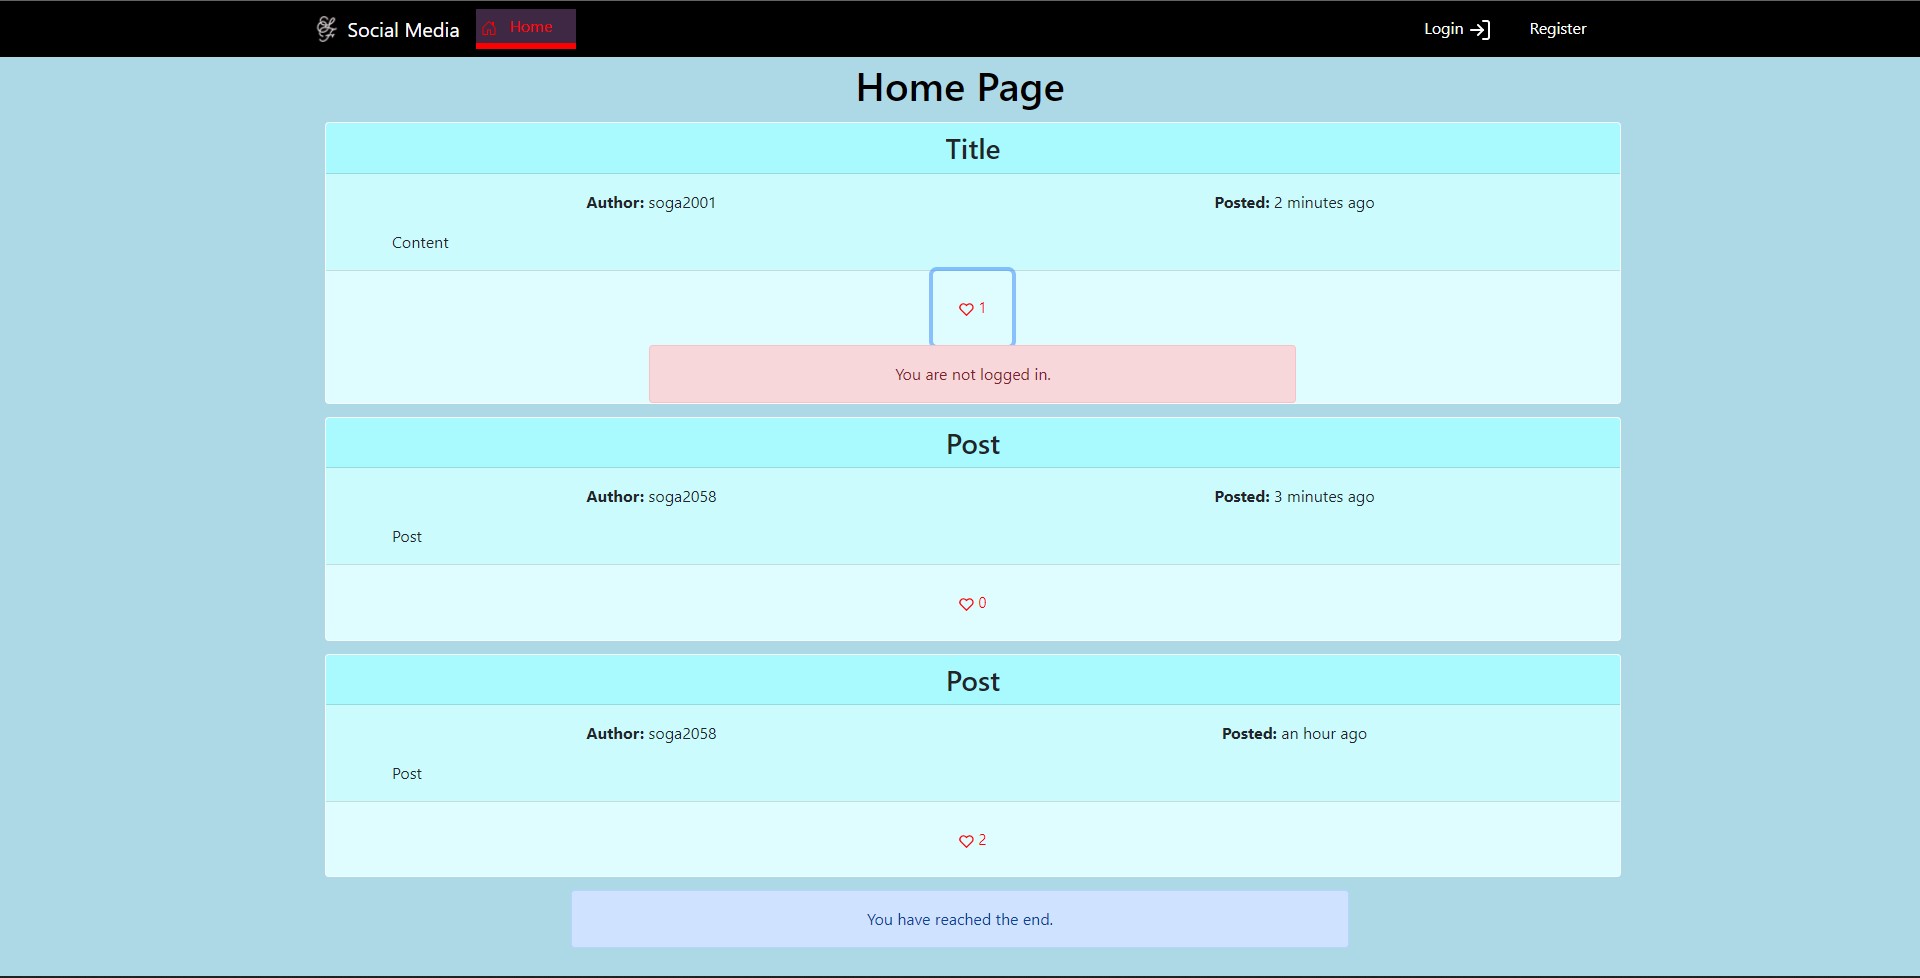 Social Media Home Login Register
Home Page
Title
Author: soga2001 Posted: 2 minutes ago
Content
1
You are not logged in.
Post
Author: soga2058 Posted: 3 minutes ago
Post
0
Post
Author: soga2058 Posted: an hour ago
Post
2
You have reached the end.